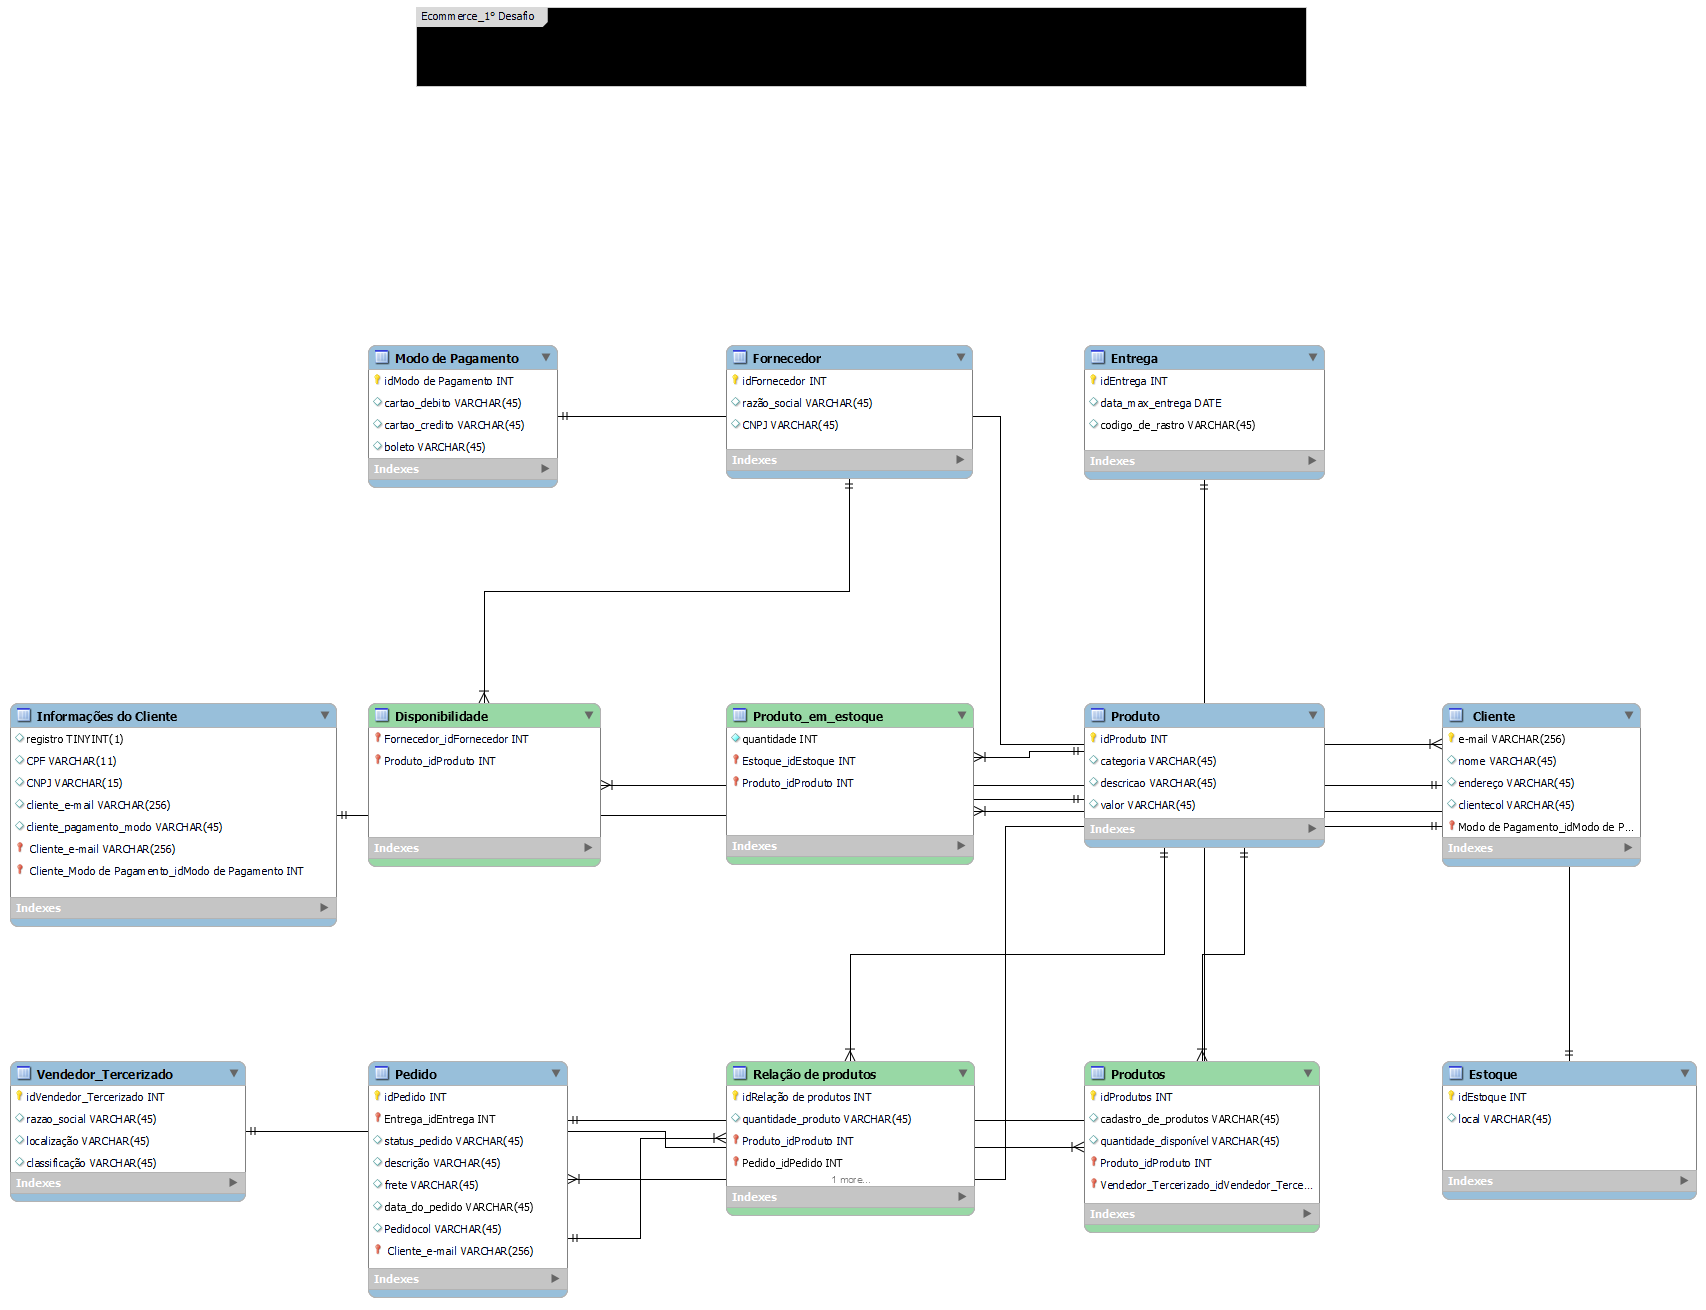 Ecommerce_1º Desafio
Modo de Pagamento
idModo de Pagamento INT
cartao_debito VARCHAR(45)
cartao_credito VARCHAR(45)
boleto VARCHAR(45)
Indexes
Fornecedor
idFornecedor INT
razão_social VARCHAR(45)
CNPJ VARCHAR(45)
Indexes
Entrega
idEntrega INT
data_max_entrega DATE
codigo_de_rastro VARCHAR(45)
Indexes
Informações do Cliente
registro TINYINT(1)
CPF VARCHAR(11)
CNPJ VARCHAR(15)
cliente_e-mail VARCHAR(256)
cliente_pagamento_modo VARCHAR(45)
Cliente_e-mail VARCHAR(256)
Cliente_Modo de Pagamento_idModo de Pagamento INT
Indexes
Disponibilidade
Fornecedor_idFornecedor INT
Produto_idProduto INT
Indexes
Produto_em_estoque
quantidade INT
Estoque_idEstoque INT
Produto_idProduto INT
Indexes
Produto
idProduto INT
categoria VARCHAR(45)
descricao VARCHAR(45)
valor VARCHAR(45)
Indexes
Cliente
e-mail VARCHAR(256)
nome VARCHAR(45)
endereço VARCHAR(45)
clientecol VARCHAR(45)
Modo de Pagamento_idModo de P...
Indexes
Vendedor_Tercerizado
idVendedor_Tercerizado INT
razao_social VARCHAR(45)
localização VARCHAR(45)
classificação VARCHAR(45)
Indexes
Pedido
idPedido INT
Entrega_idEntrega INT
status_pedido VARCHAR(45)
descrição VARCHAR(45)
frete VARCHAR(45)
data_do_pedido VARCHAR(45)
Pedidocol VARCHAR(45)
Cliente_e-mail VARCHAR(256)
Indexes
Relação de produtos
idRelação de produtos INT
quantidade_produto VARCHAR(45)
Produto_idProduto INT
Pedido_idPedido INT
1 more...
Indexes
Produtos
idProdutos INT
cadastro_de_produtos VARCHAR(45)
quantidade_disponível VARCHAR(45)
Produto_idProduto INT
Vendedor_Tercerizado_idVendedor_Terce...
Indexes
Estoque
idEstoque INT
local VARCHAR(45)
Indexes